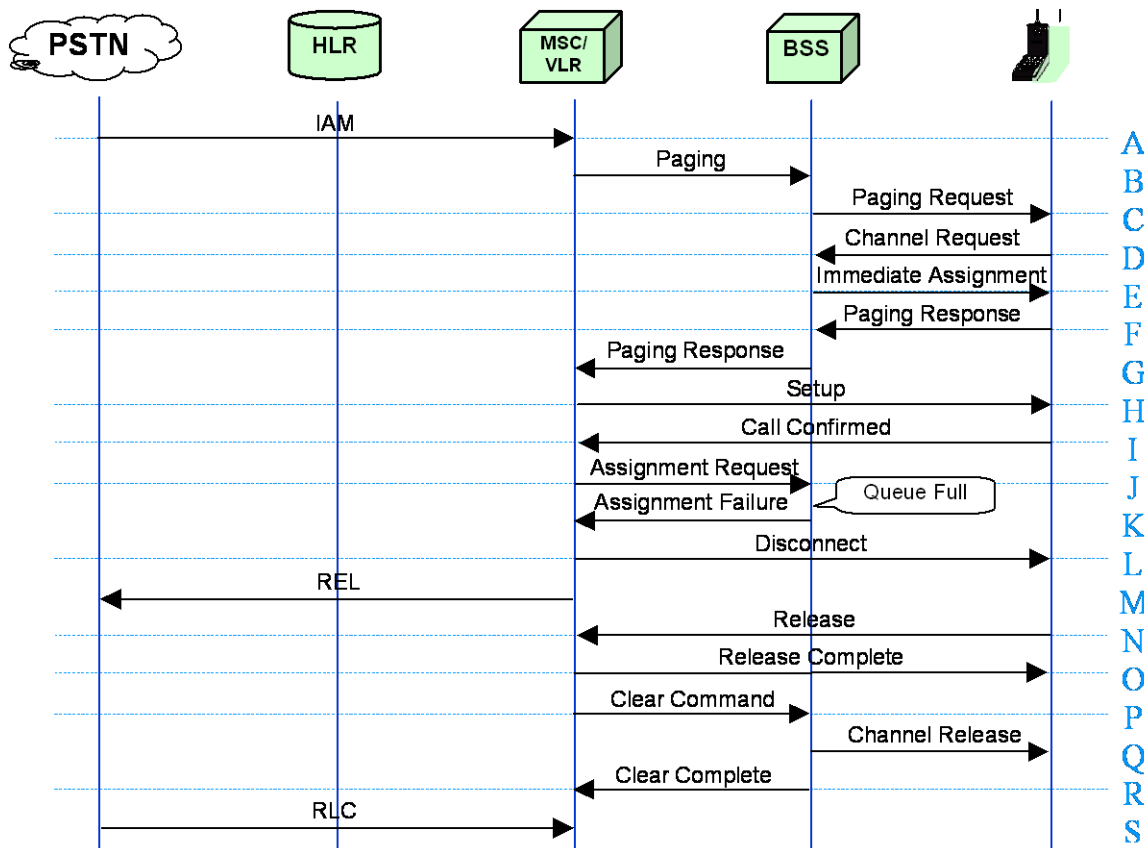 PSTN
HLR
MSC/
VLR
BSS
IAM
A
Paging
B
Paging Request
C
Channel Request
D
Immediate Assignment
E
Paging Response
F
Paging Response
G
Setup
H
Call Confirmed
I
Assignment Request
J
Queue Full
Assignment Failure
K
Disconnect
L
REL
M
Release
N
Release Complete
O
Clear Command
P
Channel Release
Q
Clear Complete
R
RLC
S